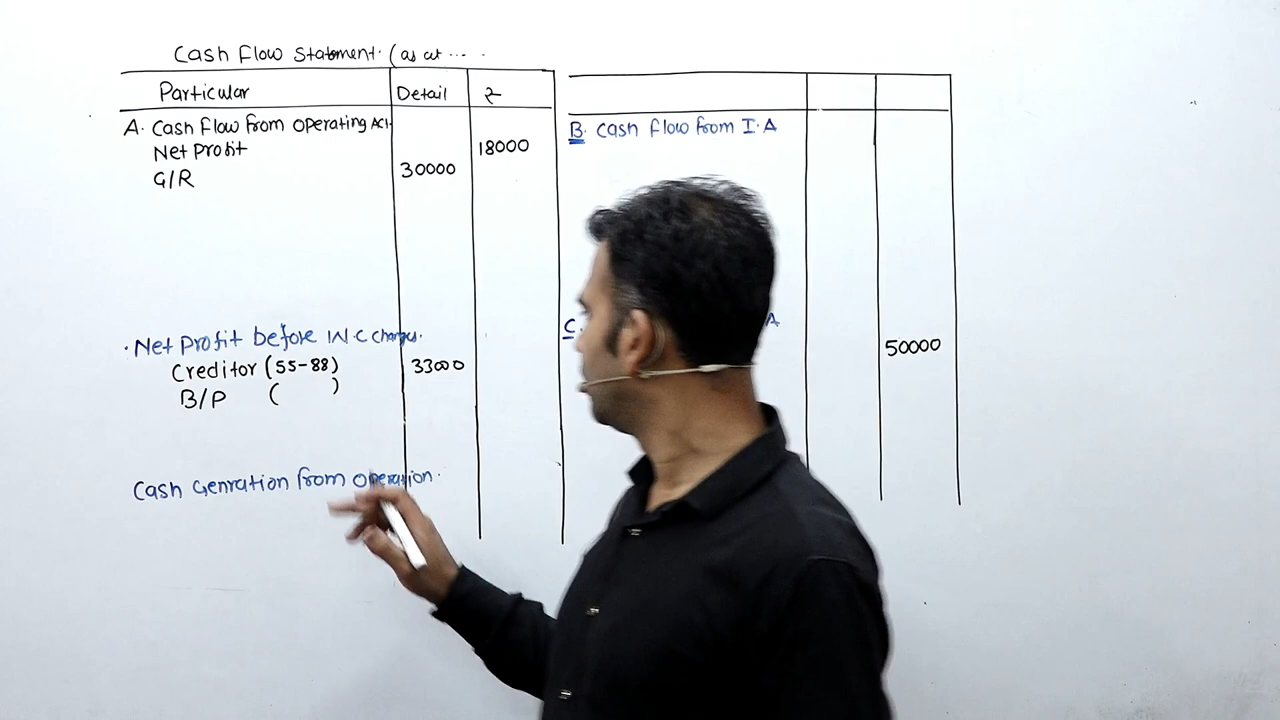 Cash Flow Statement. (as at ...
Particular Detail ₹
A. Cash Flow from Operating Act.
Net Profit 18000
G/R 30000
Net Profit before W.C changes.
Creditor (55-88) 33000
B/P ( )
Cash Genration from operation.
B. Cash Flow from I.A
C. A
50000